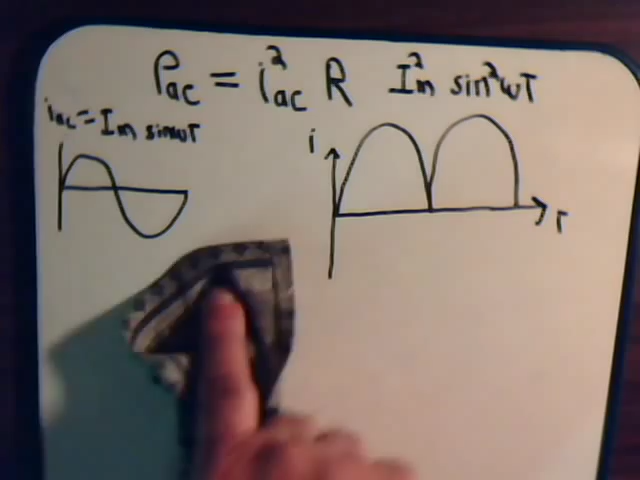 Pac = i²ac R I²m sin²ωT
iac = Im sinωT
i
T